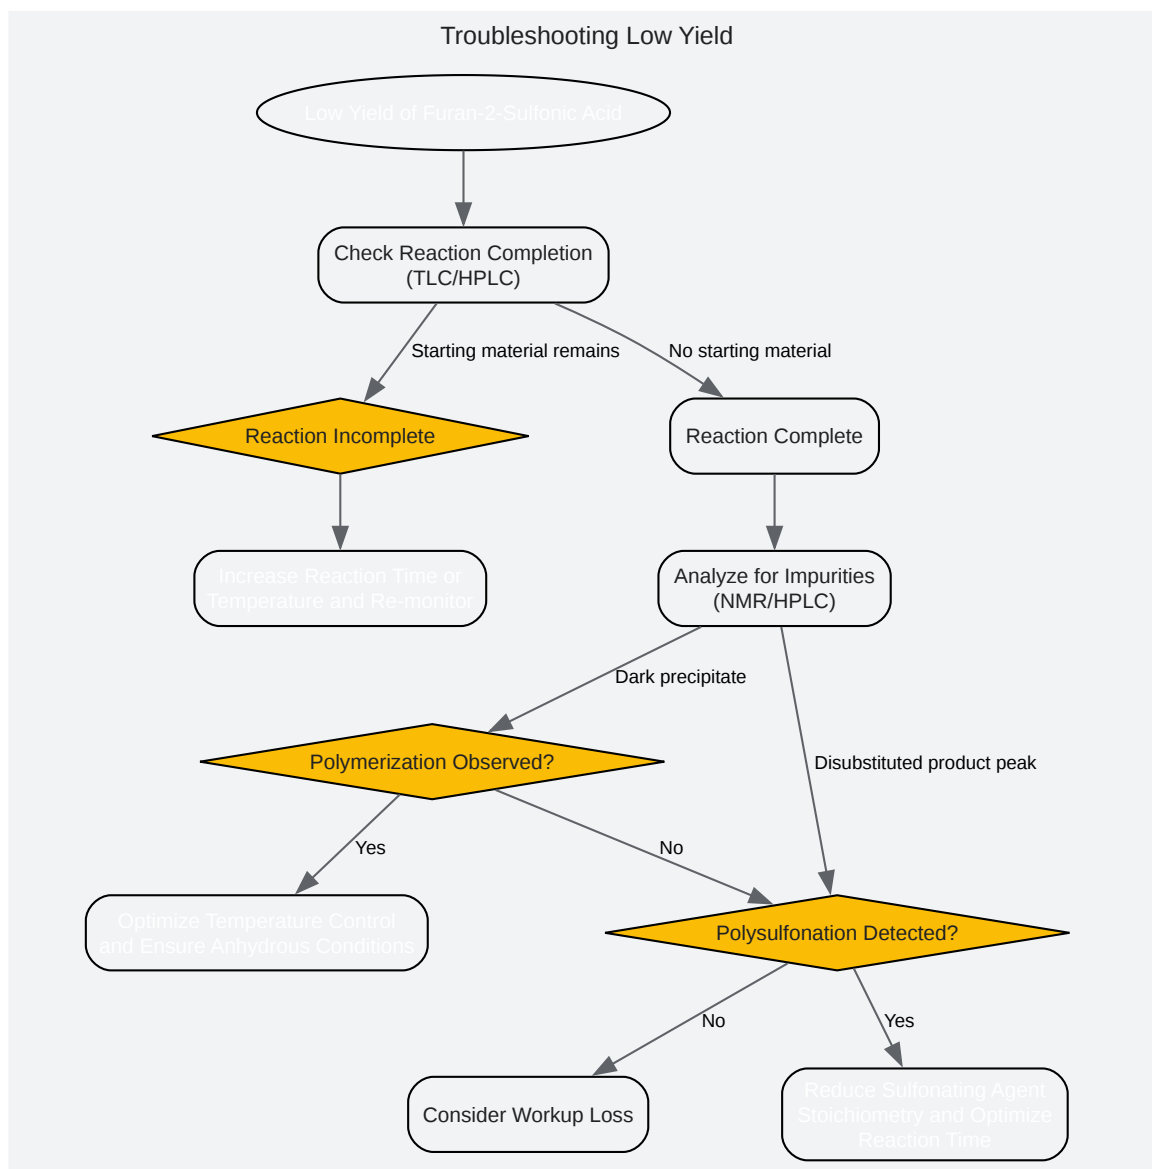 Troubleshooting Low Yield
Low Yield of Furan-2-Sulfonic Acid
Check Reaction Completion
(TLC/HPLC)
Starting material remains
No starting material
Reaction Incomplete
Reaction Complete
Increase Reaction Time or
Temperature and Re-monitor
Analyze for Impurities
(NMR/HPLC)
Dark precipitate
Disubstituted product peak
Polymerization Observed?
Yes
No
Optimize Temperature Control
and Ensure Anhydrous Conditions
Polysulfonation Detected?
No
Yes
Consider Workup Loss
Reduce Sulfonating Agent
Stoichiometry and Optimize
Reaction Time